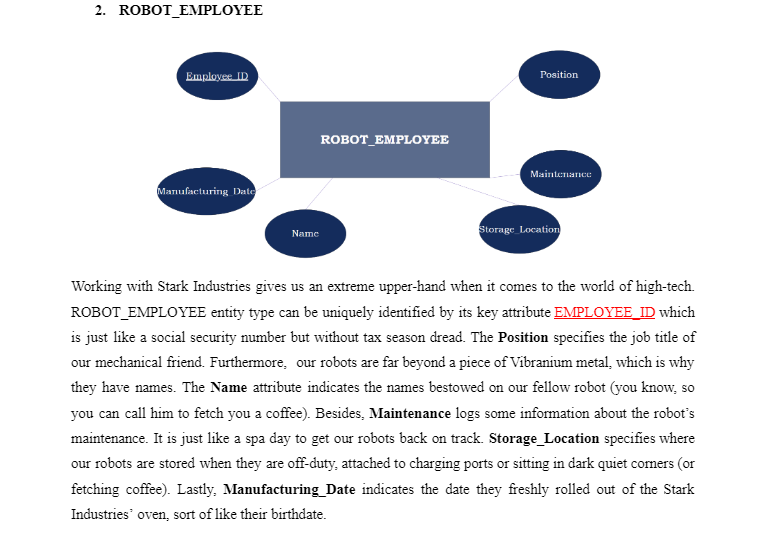 2. ROBOT_EMPLOYEE
Employee_ID
Position
ROBOT_EMPLOYEE
Maintenance
Manufacturing_Date
Name
Storage_Location
Working with Stark Industries gives us an extreme upper-hand when it comes to the world of high-tech.
ROBOT_EMPLOYEE entity type can be uniquely identified by its key attribute EMPLOYEE_ID which
is just like a social security number but without tax season dread. The Position specifies the job title of
our mechanical friend. Furthermore, our robots are far beyond a piece of Vibranium metal, which is why
they have names. The Name attribute indicates the names bestowed on our fellow robot (you know, so
you can call him to fetch you a coffee). Besides, Maintenance logs some information about the robot’s
maintenance. It is just like a spa day to get our robots back on track. Storage_Location specifies where
our robots are stored when they are off-duty, attached to charging ports or sitting in dark quiet corners (or
fetching coffee). Lastly, Manufacturing_Date indicates the date they freshly rolled out of the Stark
Industries’ oven, sort of like their birthdate.